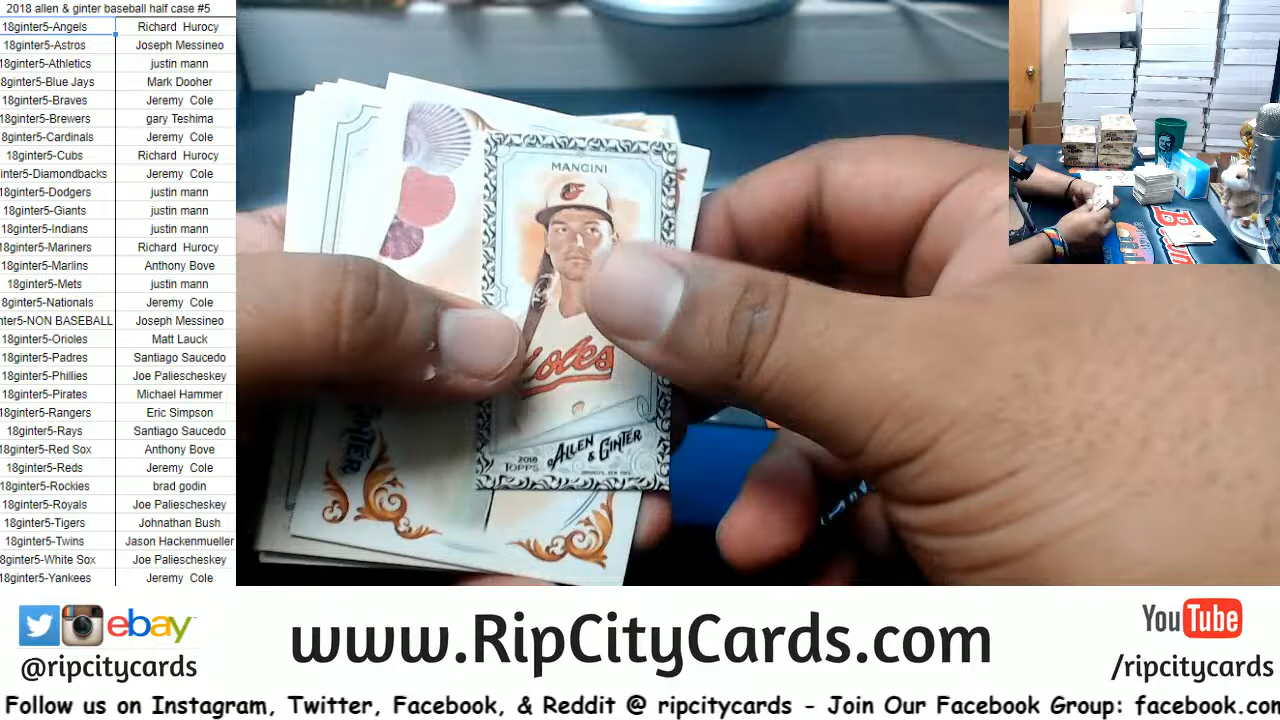 2018 allen & ginter baseball half case #5
18ginter5-Angels Richard Hurocy
18ginter5-Astros Joseph Messineo
18ginter5-Athletics justin mann
8ginter5-Blue Jays Mark Dooher
18ginter5-Braves Jeremy Cole
18ginter5-Brewers gary Teshima
8ginter5-Cardinals Jeremy Cole
18ginter5-Cubs Richard Hurocy
inter5-Diamondbacks Jeremy Cole
18ginter5-Dodgers justin mann
18ginter5-Giants justin mann
18ginter5-Indians justin mann
18ginter5-Mariners Richard Hurocy
18ginter5-Marlins Anthony Bove
18ginter5-Mets justin mann
8ginter5-Nationals Jeremy Cole
nter5-NON BASEBALL Joseph Messineo
18ginter5-Orioles Matt Lauck
18ginter5-Padres Santiago Saucedo
18ginter5-Phillies Joe Paliescheskey
18ginter5-Pirates Michael Hammer
18ginter5-Rangers Eric Simpson
18ginter5-Rays Santiago Saucedo
18ginter5-Red Sox Anthony Bove
18ginter5-Reds Jeremy Cole
18ginter5-Rockies brad godin
18ginter5-Royals Joe Paliescheskey
18ginter5-Tigers Johnathan Bush
18ginter5-Twins Jason Hackenmueller
8ginter5-White Sox Joe Paliescheskey
18ginter5-Yankees Jeremy Cole
MANCINI
2018 TOPPS ALLEN & GINTER
ebay
@ripcitycards
www.RipCityCards.com
YouTube
/ripcitycards
Follow us on Instagram, Twitter, Facebook, & Reddit @ ripcitycards - Join Our Facebook Group: facebook.con